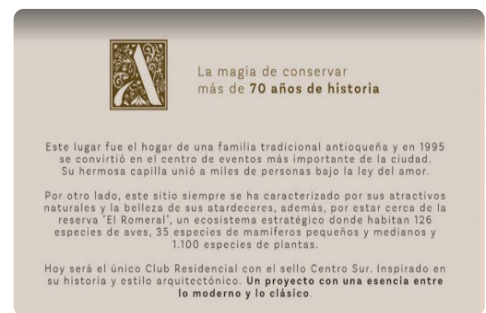 A
La magia de conservar
más de 70 años de historia
Este lugar fue el hogar de una familia tradicional antioqueña y en 1995
se convirtió en el centro de eventos más importante de la ciudad.
Su hermosa capilla unió a miles de personas bajo la ley del amor.
Por otro lado, este sitio siempre se ha caracterizado por sus atractivos
naturales y la belleza de sus atardeceres, además, por estar cerca de la
reserva "El Romeral", un ecosistema estratégico donde habitan 126
especies de aves, 35 especies de mamíferos pequeños y medianos y
1.100 especies de plantas.
Hoy será el único Club Residencial con el sello Centro Sur. Inspirado en
su historia y estilo arquitectónico. Un proyecto con una esencia entre
lo moderno y lo clásico.